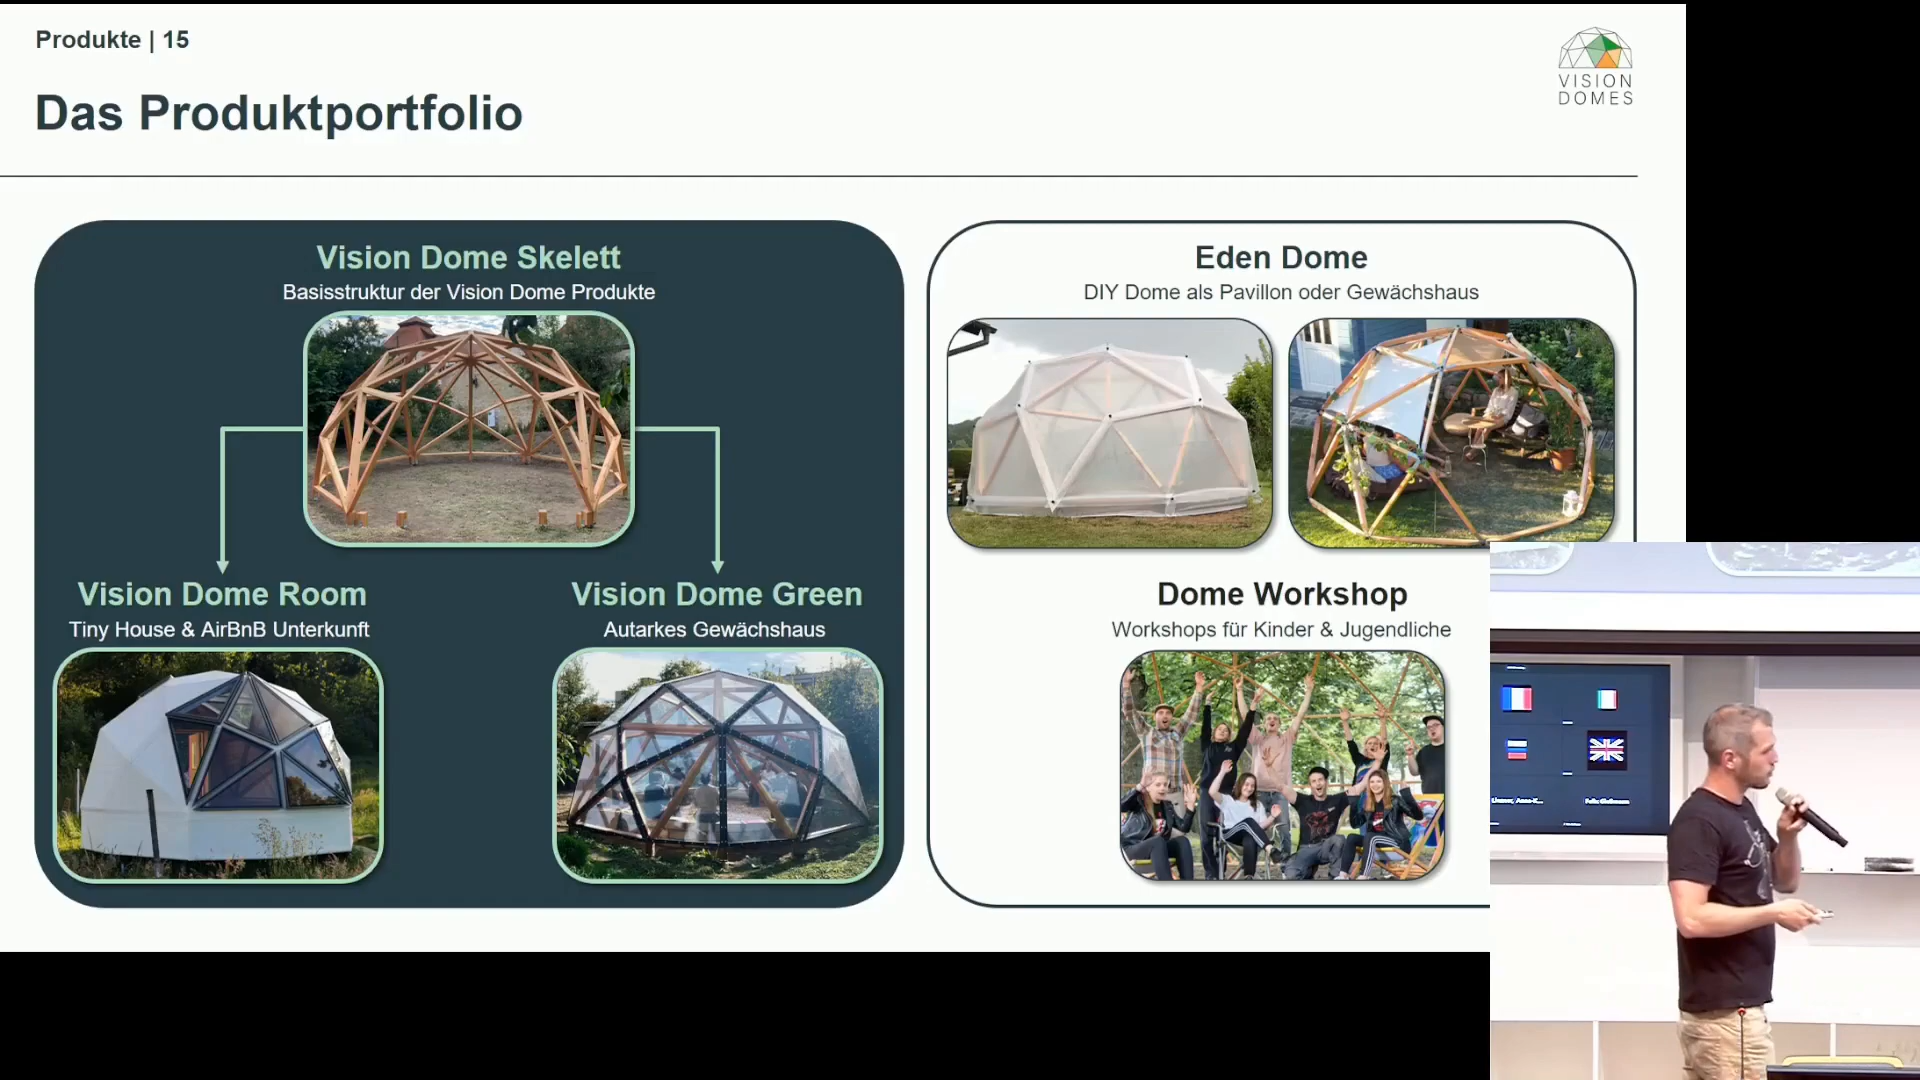 Produkte | 15
Das Produktportfolio
VISION
DOMES
Vision Dome Skelett
Basisstruktur der Vision Dome Produkte
Vision Dome Room
Tiny House & AirBnB Unterkunft
Vision Dome Green
Autarkes Gewächshaus
Eden Dome
DIY Dome als Pavillon oder Gewächshaus
Dome Workshop
Workshops für Kinder & Jugendliche